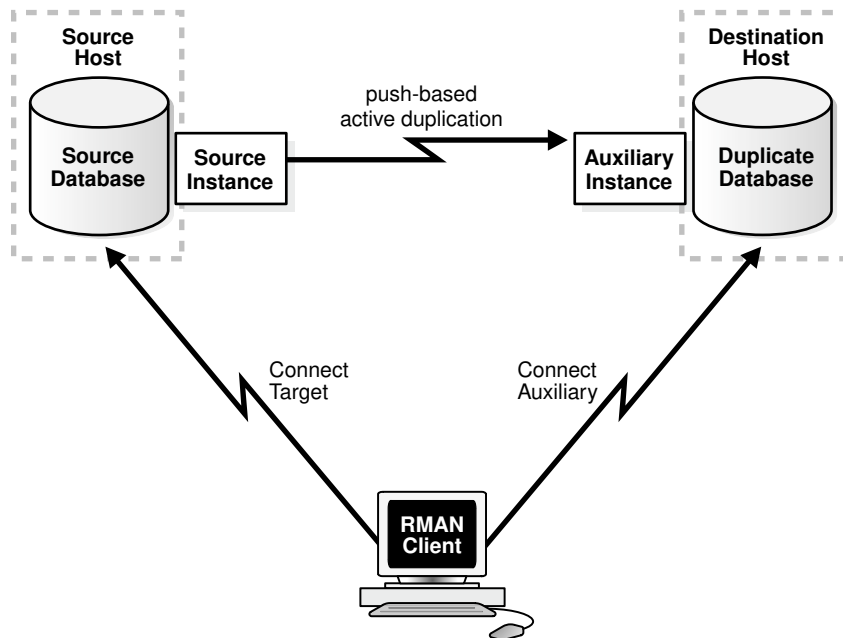 Source
Host
Destination
Host
push-based
active duplication
Source
Database
Source
Instance
Auxiliary
Instance
Duplicate
Database
Connect
Target
Connect
Auxiliary
RMAN
Client